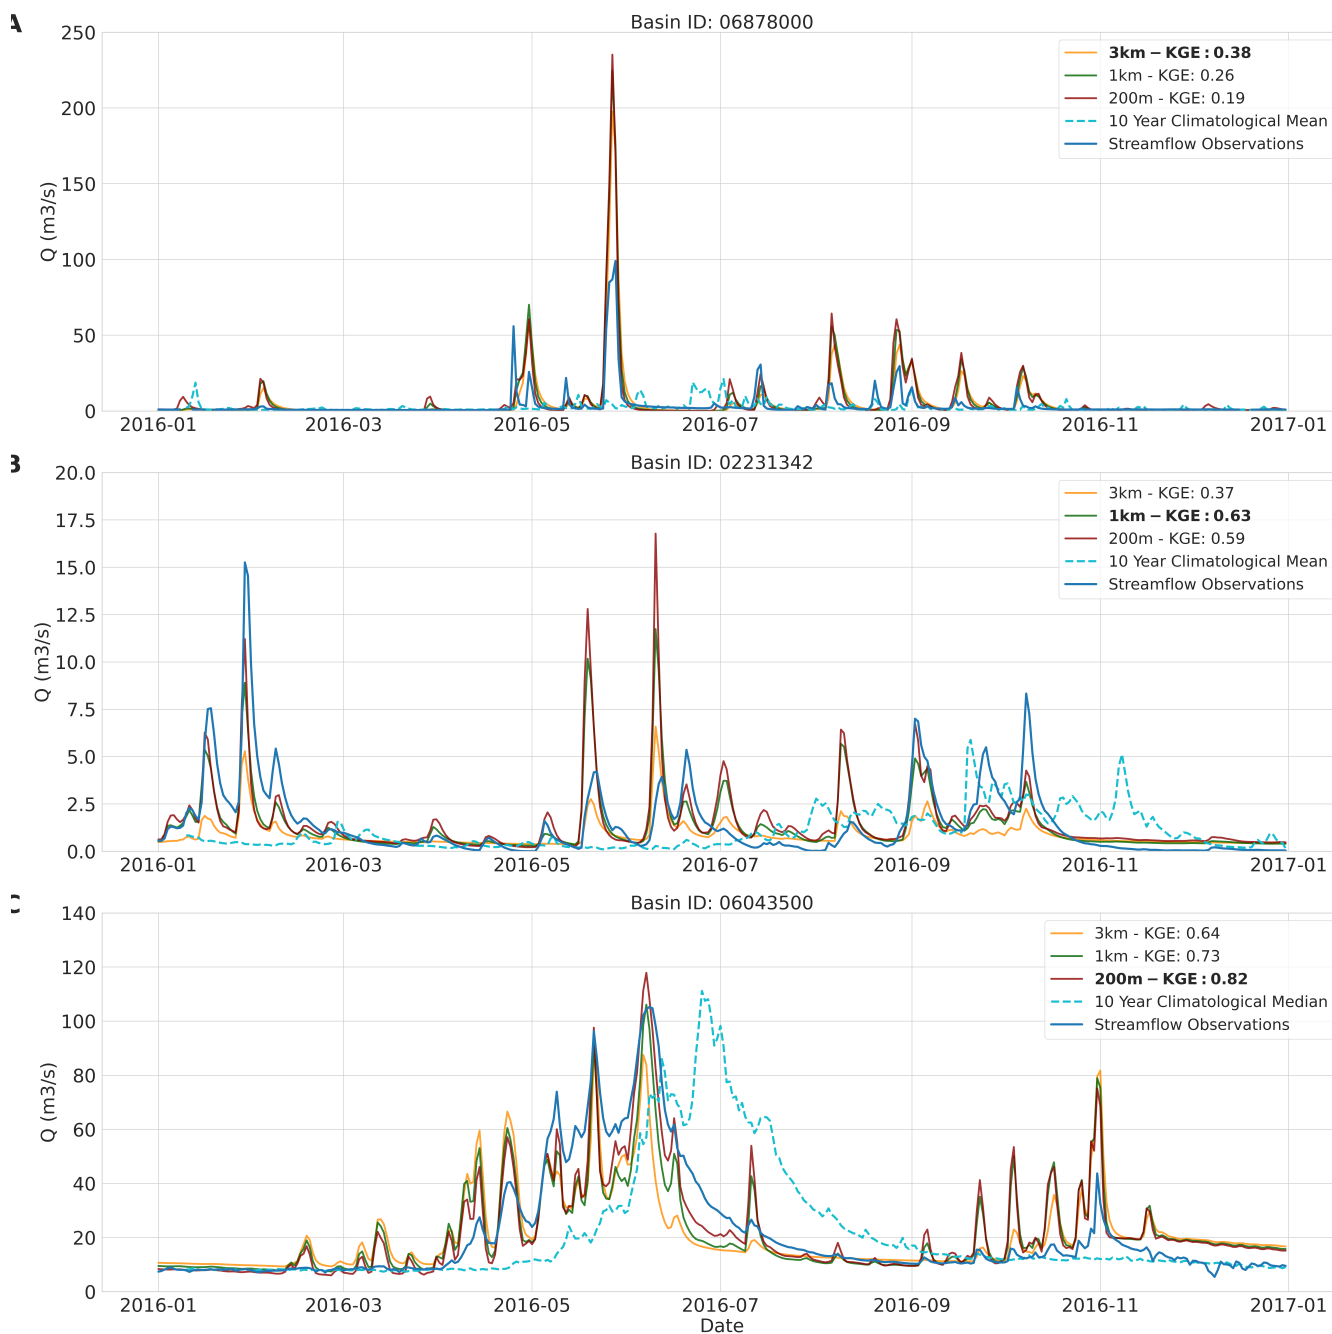 A
Basin ID: 06878000
250
200
150
100
50
0
Q (m3/s)
3km − KGE : 0.38
1km - KGE: 0.26
200m - KGE: 0.19
10 Year Climatological Mean
Streamflow Observations
2016-01 2016-03 2016-05 2016-07 2016-09 2016-11 2017-01
B
Basin ID: 02231342
20.0
17.5
15.0
12.5
10.0
7.5
5.0
2.5
0.0
Q (m3/s)
3km - KGE: 0.37
1km − KGE : 0.63
200m - KGE: 0.59
10 Year Climatological Mean
Streamflow Observations
2016-01 2016-03 2016-05 2016-07 2016-09 2016-11 2017-01
C
Basin ID: 06043500
140
120
100
80
60
40
20
0
Q (m3/s)
3km - KGE: 0.64
1km - KGE: 0.73
200m − KGE : 0.82
10 Year Climatological Median
Streamflow Observations
2016-01 2016-03 2016-05 2016-07 2016-09 2016-11 2017-01
Date